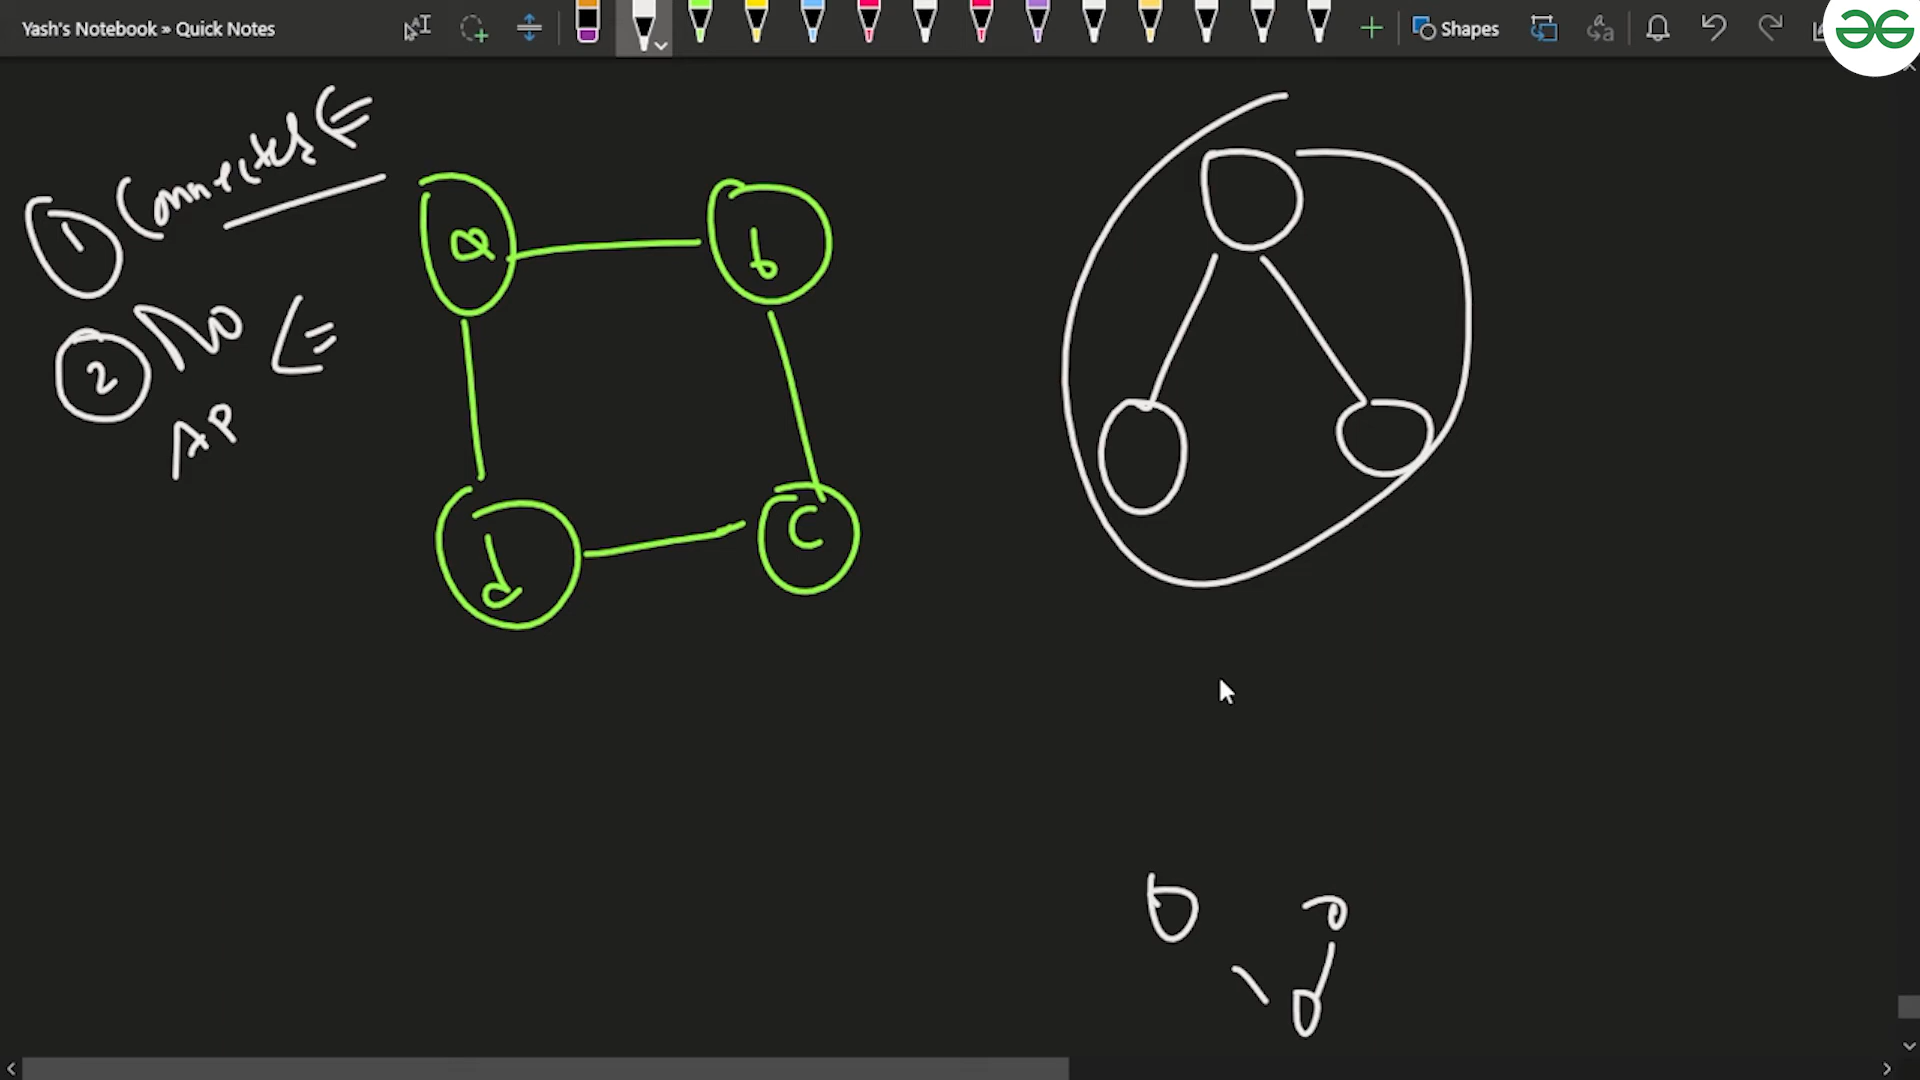 Yash's Notebook » Quick Notes
Shapes
1 Connected
2 No
AP
a
b
d
c